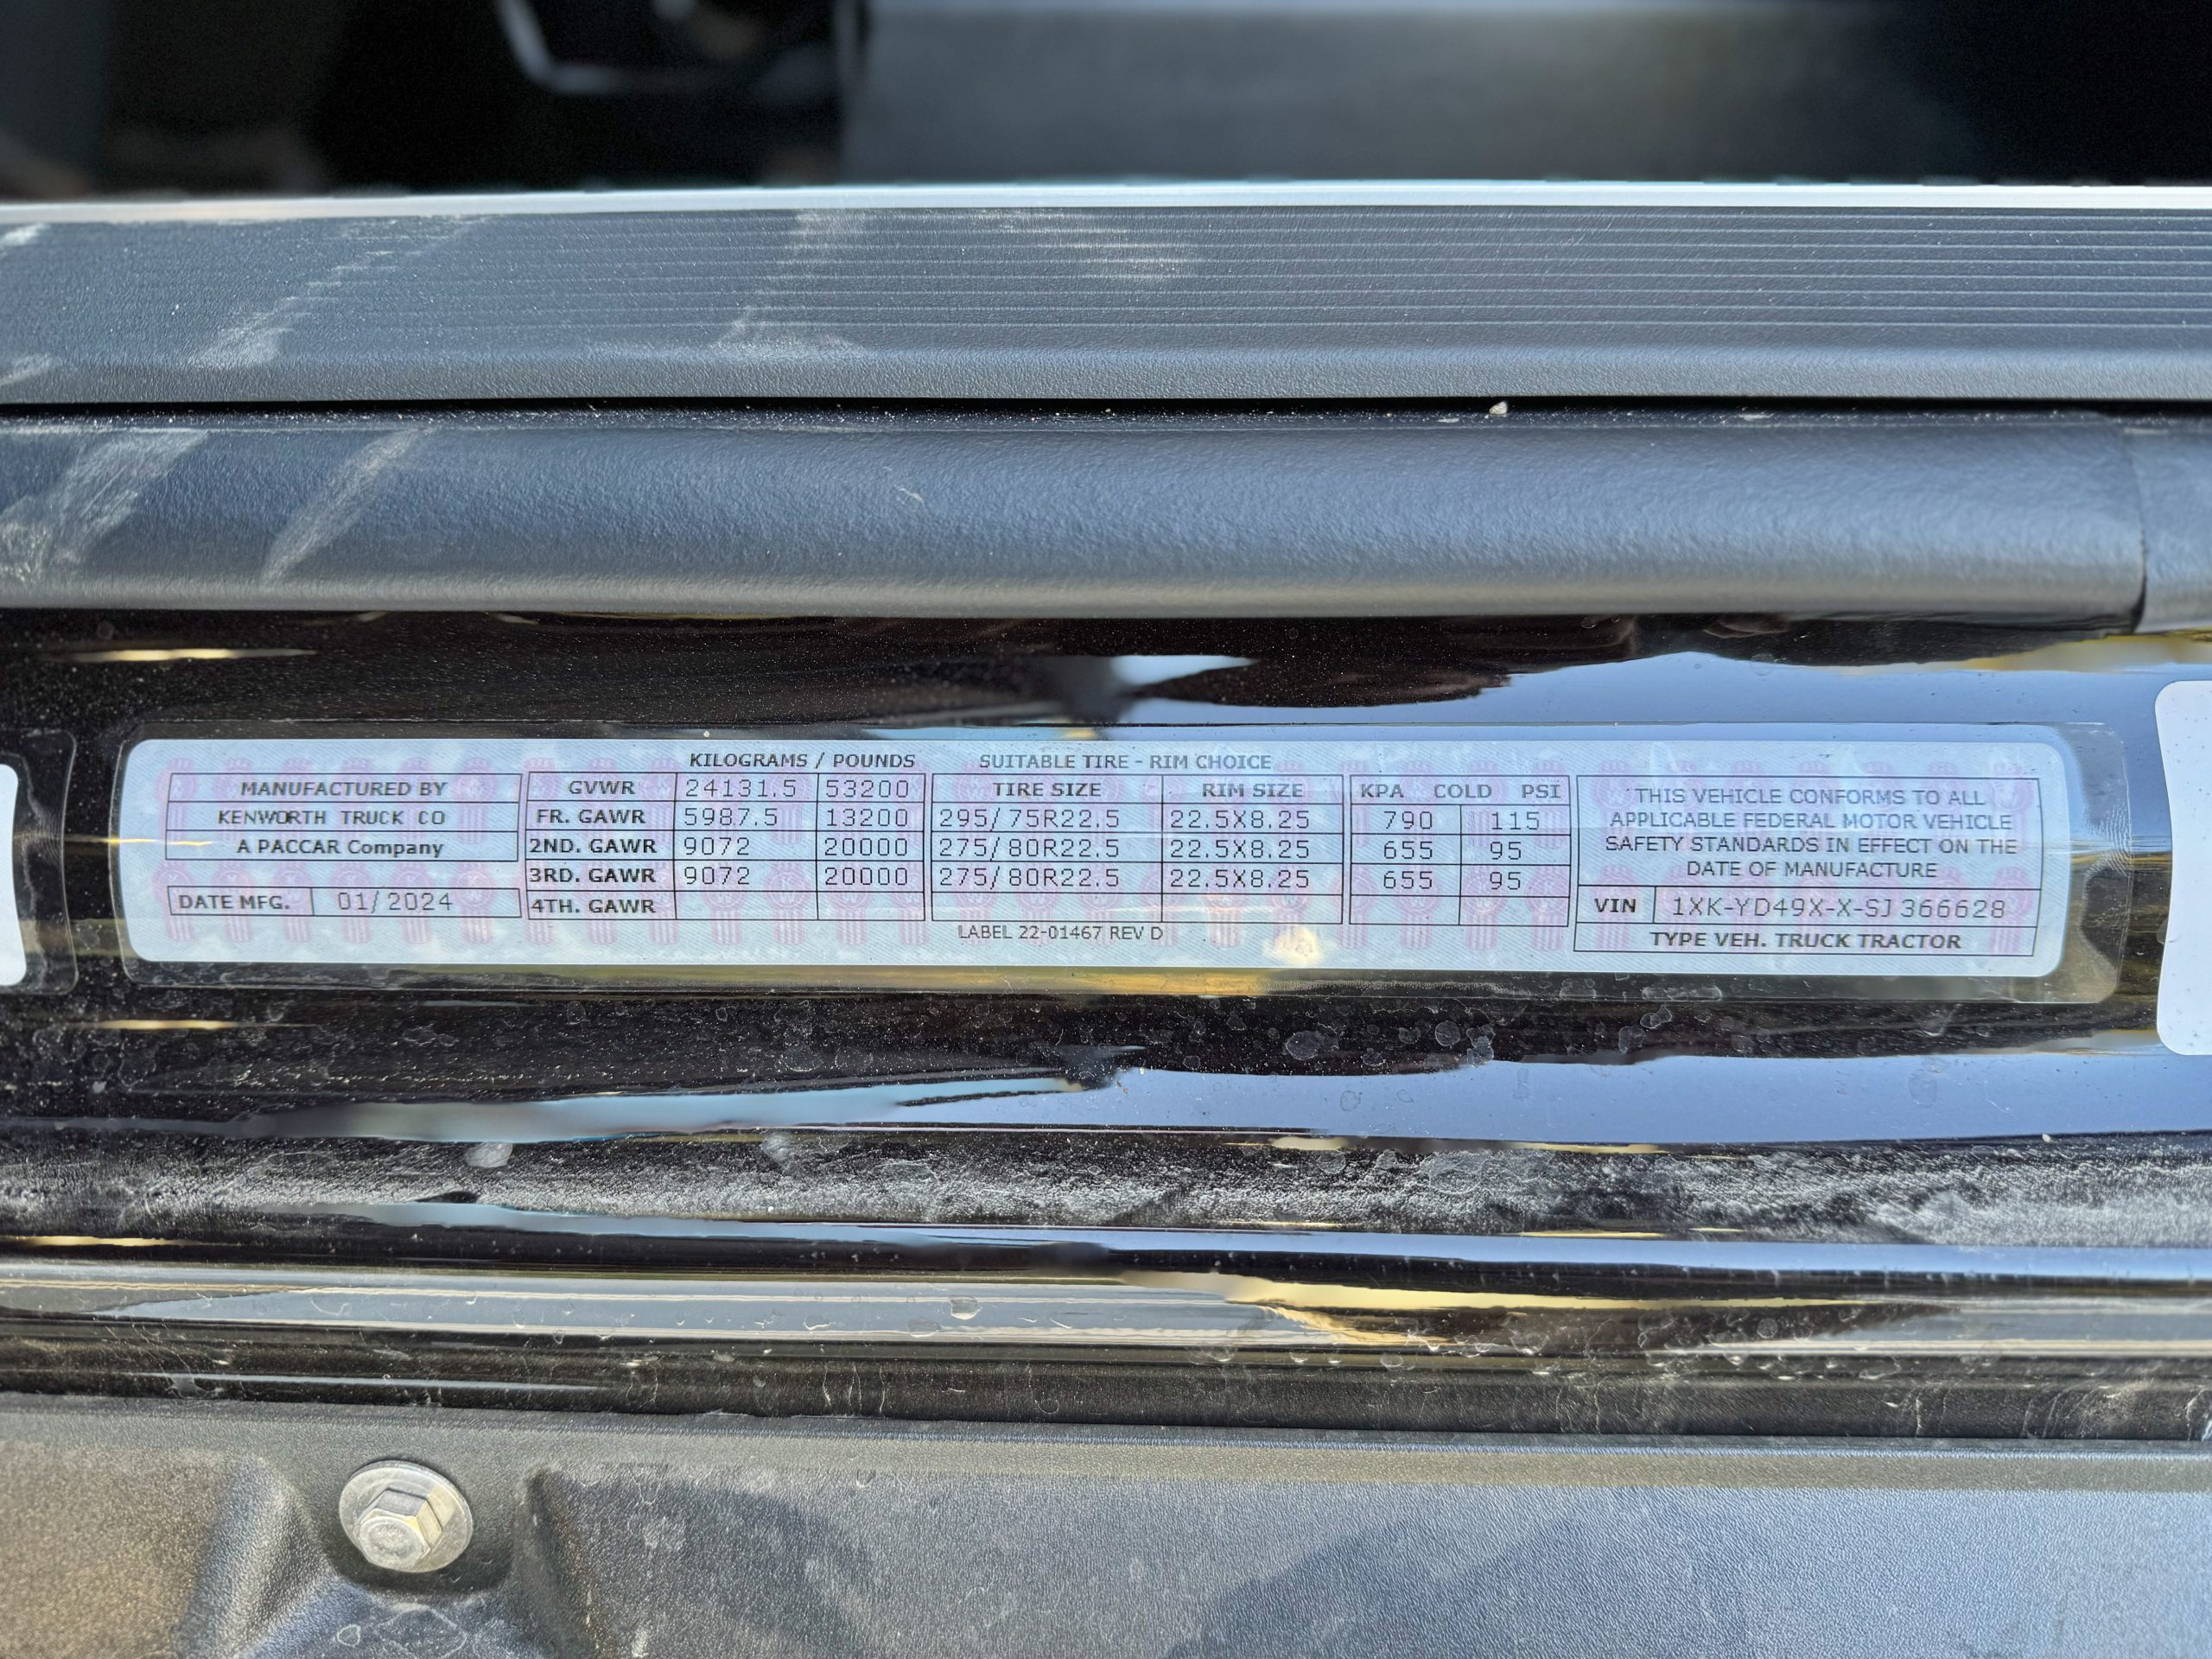 KILOGRAMS / POUNDS SUITABLE TIRE - RIM CHOICE
MANUFACTURED BY
KENWORTH TRUCK CO
A PACCAR Company
DATE MFG. 01/2024
GVWR 24131.5 53200
FR. GAWR 5987.5 13200
2ND. GAWR 9072 20000
3RD. GAWR 9072 20000
4TH. GAWR
TIRE SIZE RIM SIZE
295/75R22.5 22.5X8.25
275/80R22.5 22.5X8.25
275/80R22.5 22.5X8.25
KPA COLD PSI
790 115
655 95
655 95
THIS VEHICLE CONFORMS TO ALL
APPLICABLE FEDERAL MOTOR VEHICLE
SAFETY STANDARDS IN EFFECT ON THE
DATE OF MANUFACTURE
VIN 1XK-YD49X-X-SJ366628
TYPE VEH. TRUCK TRACTOR
LABEL 22-01467 REV D